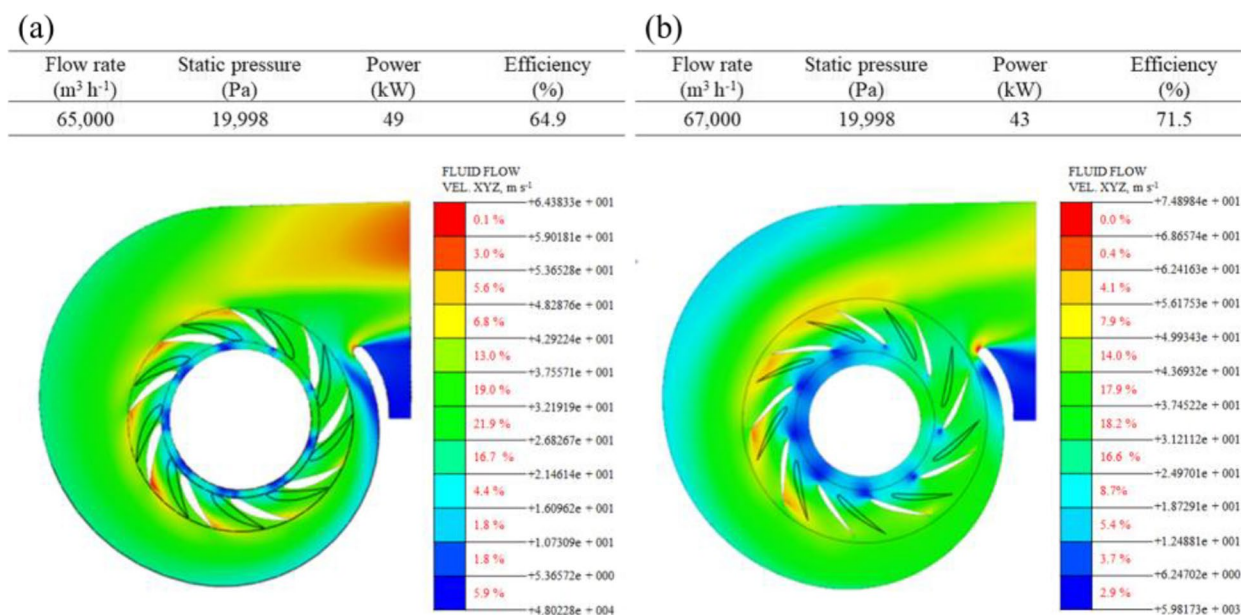 (a)
Flow rate Static pressure Power Efficiency
(m³ h⁻¹) (Pa) (kW) (%)
65,000 19,998 49 64.9
FLUID FLOW
VEL. XYZ, m s⁻¹
+6.43833e + 001
0.1 %
+5.90181e + 001
3.0 %
+5.36528e + 001
5.6 %
+4.82876e + 001
6.8 %
+4.29224e + 001
13.0 %
+3.75571e + 001
19.0 %
+3.21919e + 001
21.9 %
+2.68267e + 001
16.7 %
+2.14614e + 001
4.4 %
+1.60962e + 001
1.8 %
+1.07309e + 001
1.8 %
+5.36572e + 000
5.9 %
+4.80228e + 004
(b)
Flow rate Static pressure Power Efficiency
(m³ h⁻¹) (Pa) (kW) (%)
67,000 19,998 43 71.5
FLUID FLOW
VEL. XYZ, m s⁻¹
+7.48984e + 001
0.0 %
+6.86574e + 001
0.4 %
+6.24163e + 001
4.1 %
+5.61753e + 001
7.9 %
+4.99343e + 001
14.0 %
+4.36932e + 001
17.9 %
+3.74522e + 001
18.2 %
+3.12112e + 001
16.6 %
+2.49701e + 001
8.7%
+1.87291e + 001
5.4 %
+1.24881e + 001
3.7 %
+6.24702e + 000
2.9 %
+5.98173e + 003